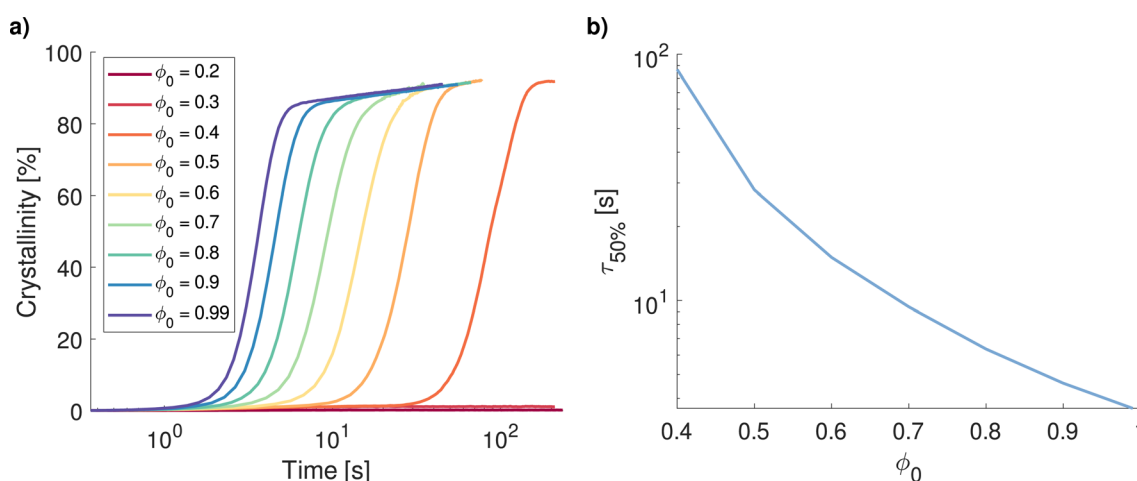 a)
100
80
60
40
20
0
Crystallinity [%]
ϕ0 = 0.2
ϕ0 = 0.3
ϕ0 = 0.4
ϕ0 = 0.5
ϕ0 = 0.6
ϕ0 = 0.7
ϕ0 = 0.8
ϕ0 = 0.9
ϕ0 = 0.99
10^0 10^1 10^2
Time [s]
b)
10^2
10^1
τ50% [s]
0.4 0.5 0.6 0.7 0.8 0.9 1
ϕ0